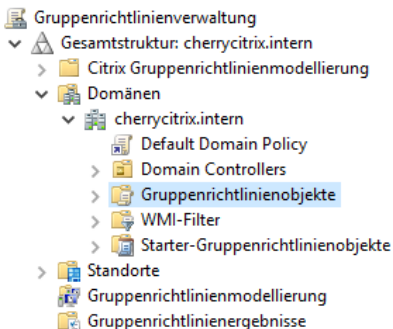 Gruppenrichtlinienverwaltung
Gesamtstruktur: cherrycitrix.intern
Citrix Gruppenrichtlinienmodellierung
Domänen
cherrycitrix.intern
Default Domain Policy
Domain Controllers
Gruppenrichtlinienobjekte
WMI-Filter
Starter-Gruppenrichtlinienobjekte
Standorte
Gruppenrichtlinienmodellierung
Gruppenrichtlinienergebnisse